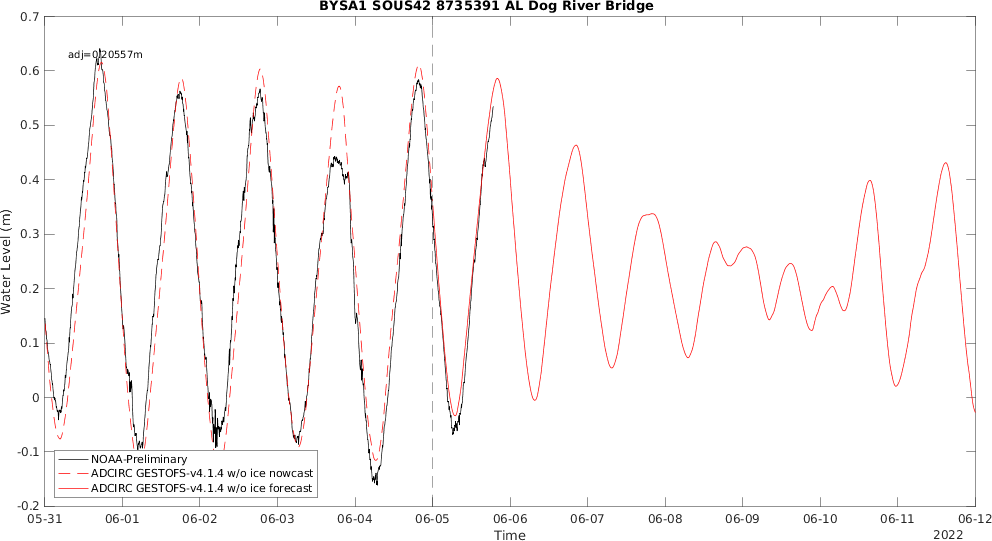 BYSA1 SOUS42 8735391 AL Dog River Bridge
0.7
adj=0.20557m
0.6
0.5
0.4
0.3
0.2
0.1
0
-0.1
-0.2
Water Level (m)
NOAA-Preliminary
ADCIRC GESTOFS-v4.1.4 w/o ice nowcast
ADCIRC GESTOFS-v4.1.4 w/o ice forecast
05-31 06-01 06-02 06-03 06-04 06-05 06-06 06-07 06-08 06-09 06-10 06-11 06-12
Time
2022